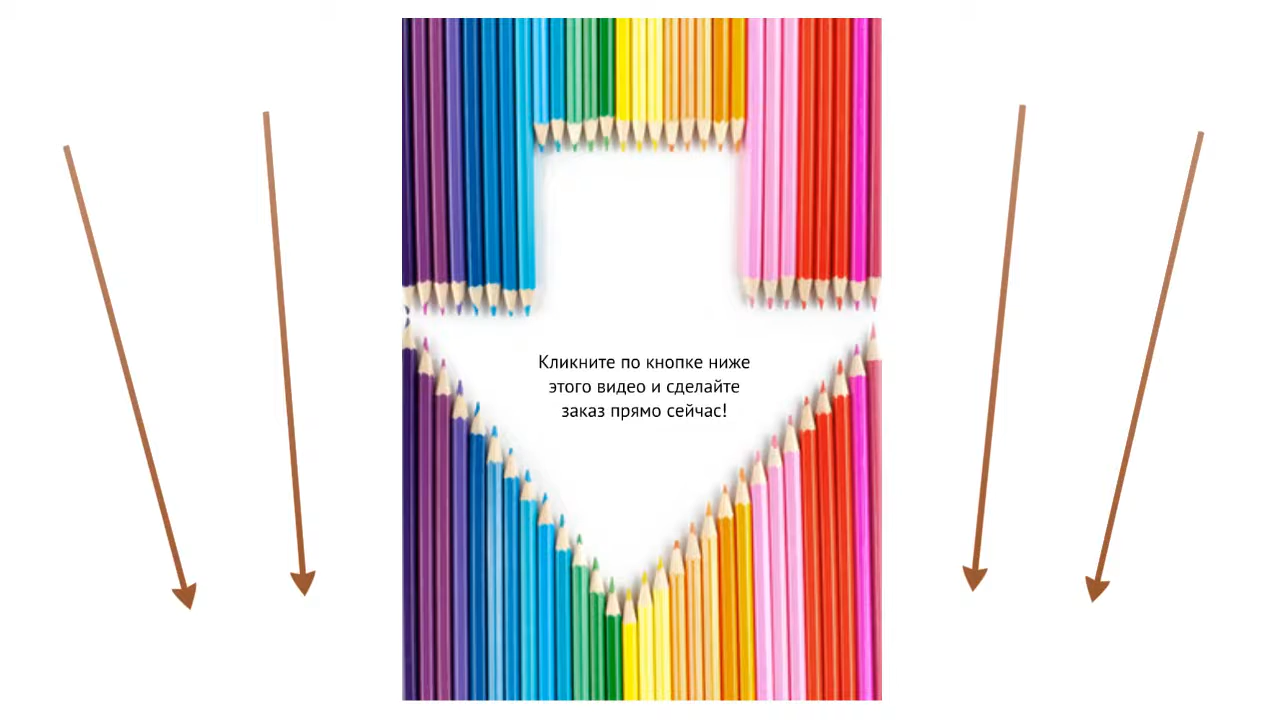 Кликните по кнопке ниже
этого видео и сделайте
заказ прямо сейчас!